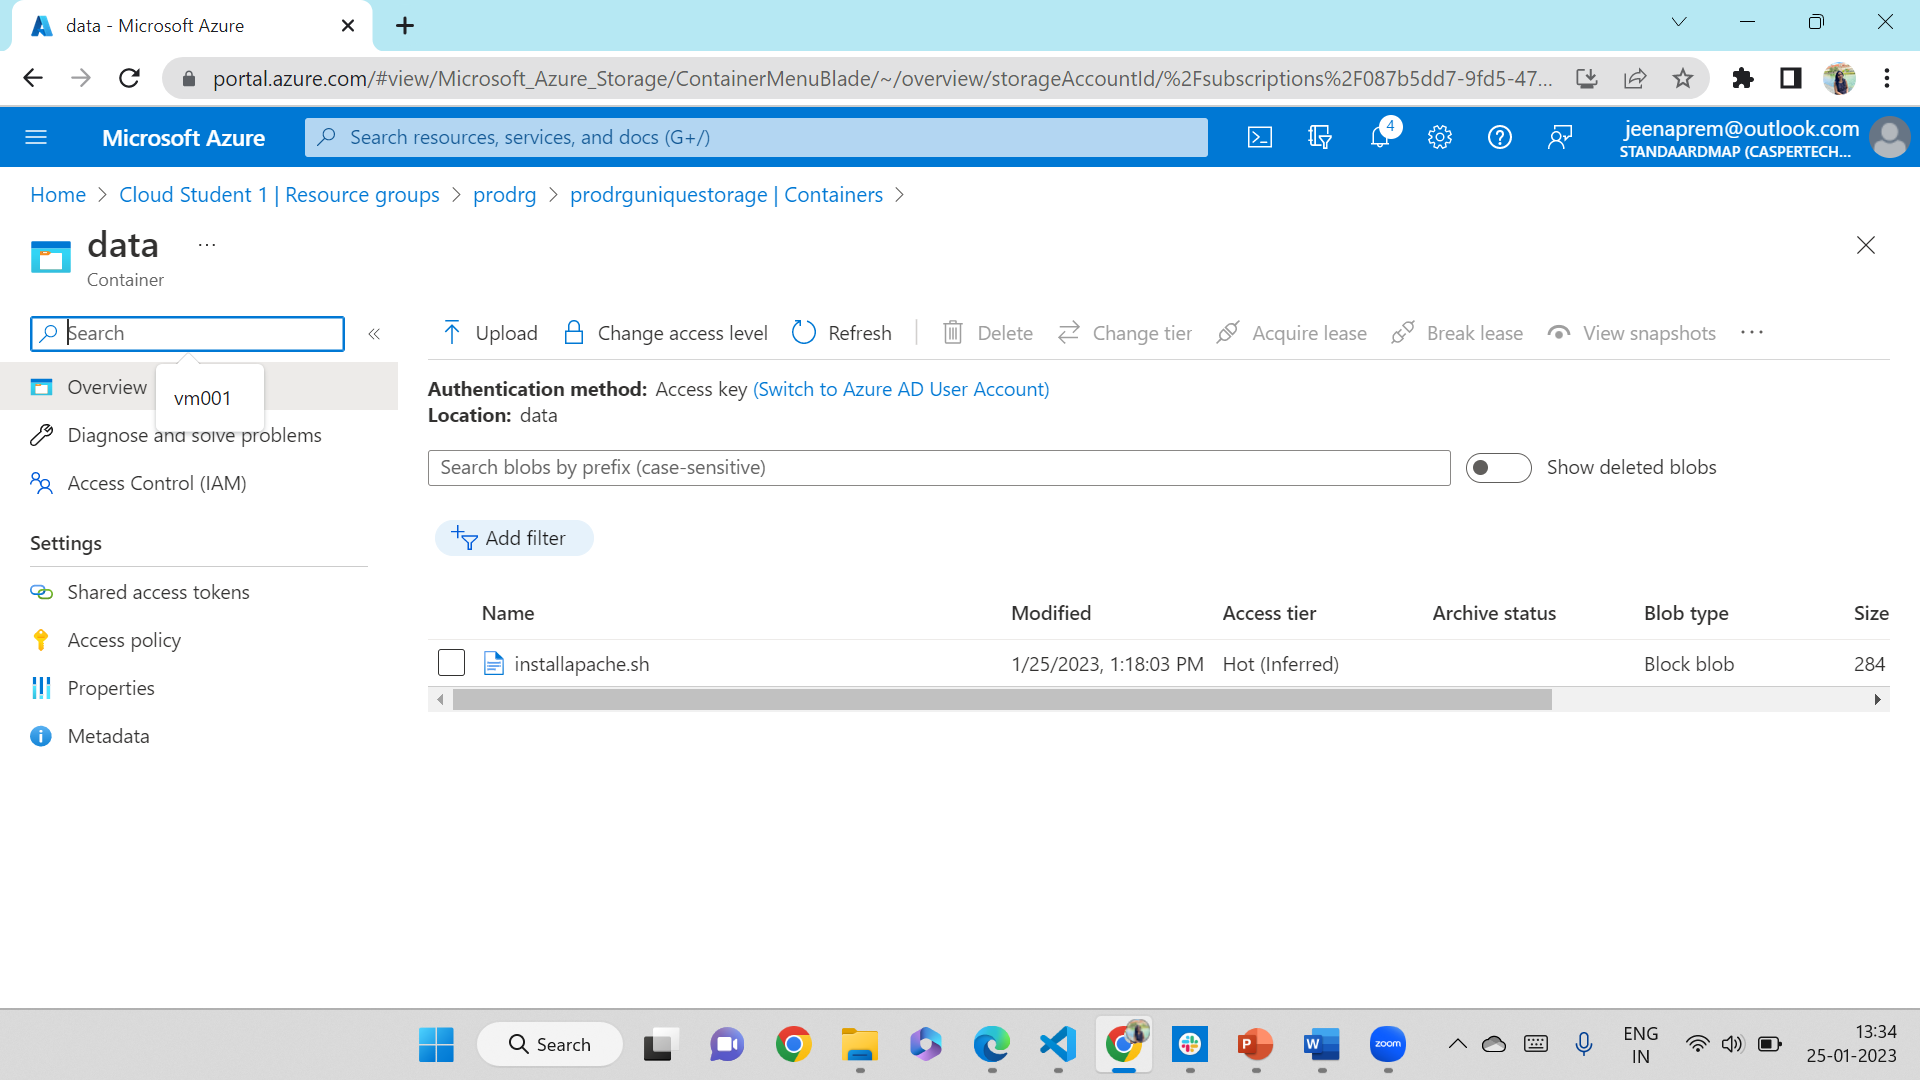 data - Microsoft Azure
portal.azure.com/#view/Microsoft_Azure_Storage/ContainerMenuBlade/~/overview/storageAccountId/%2Fsubscriptions%2F087b5dd7-9fd5-47...
Microsoft Azure
Search resources, services, and docs (G+/)
4
jeenaprem@outlook.com
STANDAARDMAP (CASPERTECH...
Home > Cloud Student 1 | Resource groups > prodrg > prodrguniquestorage | Containers >
data ...
Container
Search
«
Upload
Change access level
Refresh
Delete
Change tier
Acquire lease
Break lease
View snapshots
...
Overview
vm001
Diagnose and solve problems
Access Control (IAM)
Settings
Shared access tokens
Access policy
Properties
Metadata
Authentication method: Access key (Switch to Azure AD User Account)
Location: data
Search blobs by prefix (case-sensitive)
Show deleted blobs
Add filter
Name Modified Access tier Archive status Blob type Size
installapache.sh 1/25/2023, 1:18:03 PM Hot (Inferred) Block blob 284
Search
zoom
ENG
IN
13:34
25-01-2023